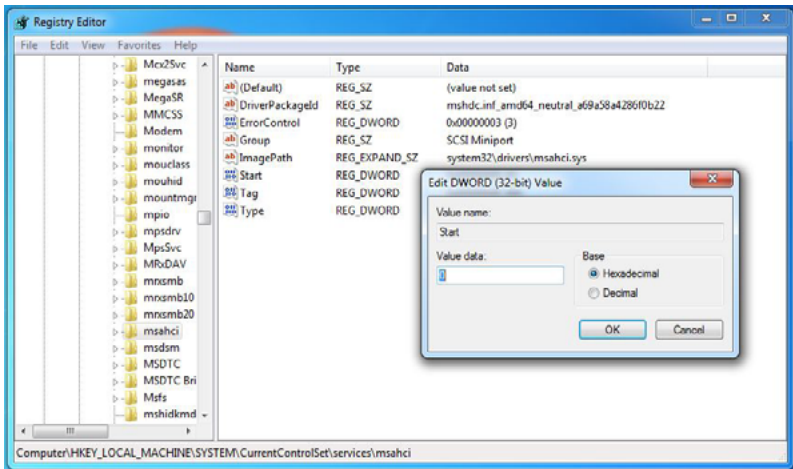 Registry Editor
File Edit View Favorites Help
Mcx2Svc
megasas
MegaSR
MMCSS
Modem
monitor
mouclass
mouhid
mountmgr
mpio
mpsdrv
MpsSvc
MRxDAV
mrxsmb
mrxsmb10
mrxsmb20
msahci
msdsm
MSDTC
MSDTC Bri
Msfs
mshidkmd
Name Type Data
(Default) REG_SZ (value not set)
DriverPackageId REG_SZ mshdc.inf_amd64_neutral_a69a58a4286f0b22
ErrorControl REG_DWORD 0x00000003 (3)
Group REG_SZ SCSI Miniport
ImagePath REG_EXPAND_SZ system32\drivers\msahci.sys
Start REG_DWORD
Tag REG_DWORD
Type REG_DWORD
Edit DWORD (32-bit) Value
Value name:
Start
Value data:
0
Base
Hexadecimal
Decimal
OK Cancel
Computer\HKEY_LOCAL_MACHINE\SYSTEM\CurrentControlSet\services\msahci